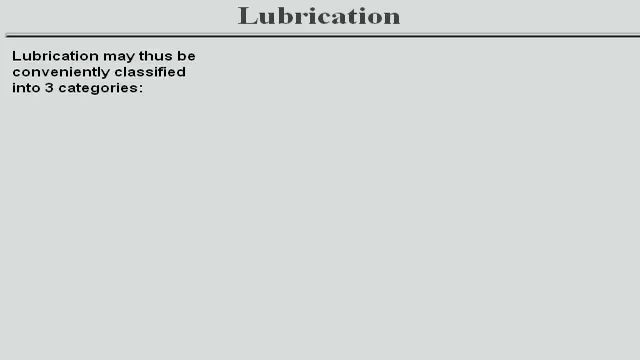 Lubrication
Lubrication may thus be
conveniently classified
into 3 categories: